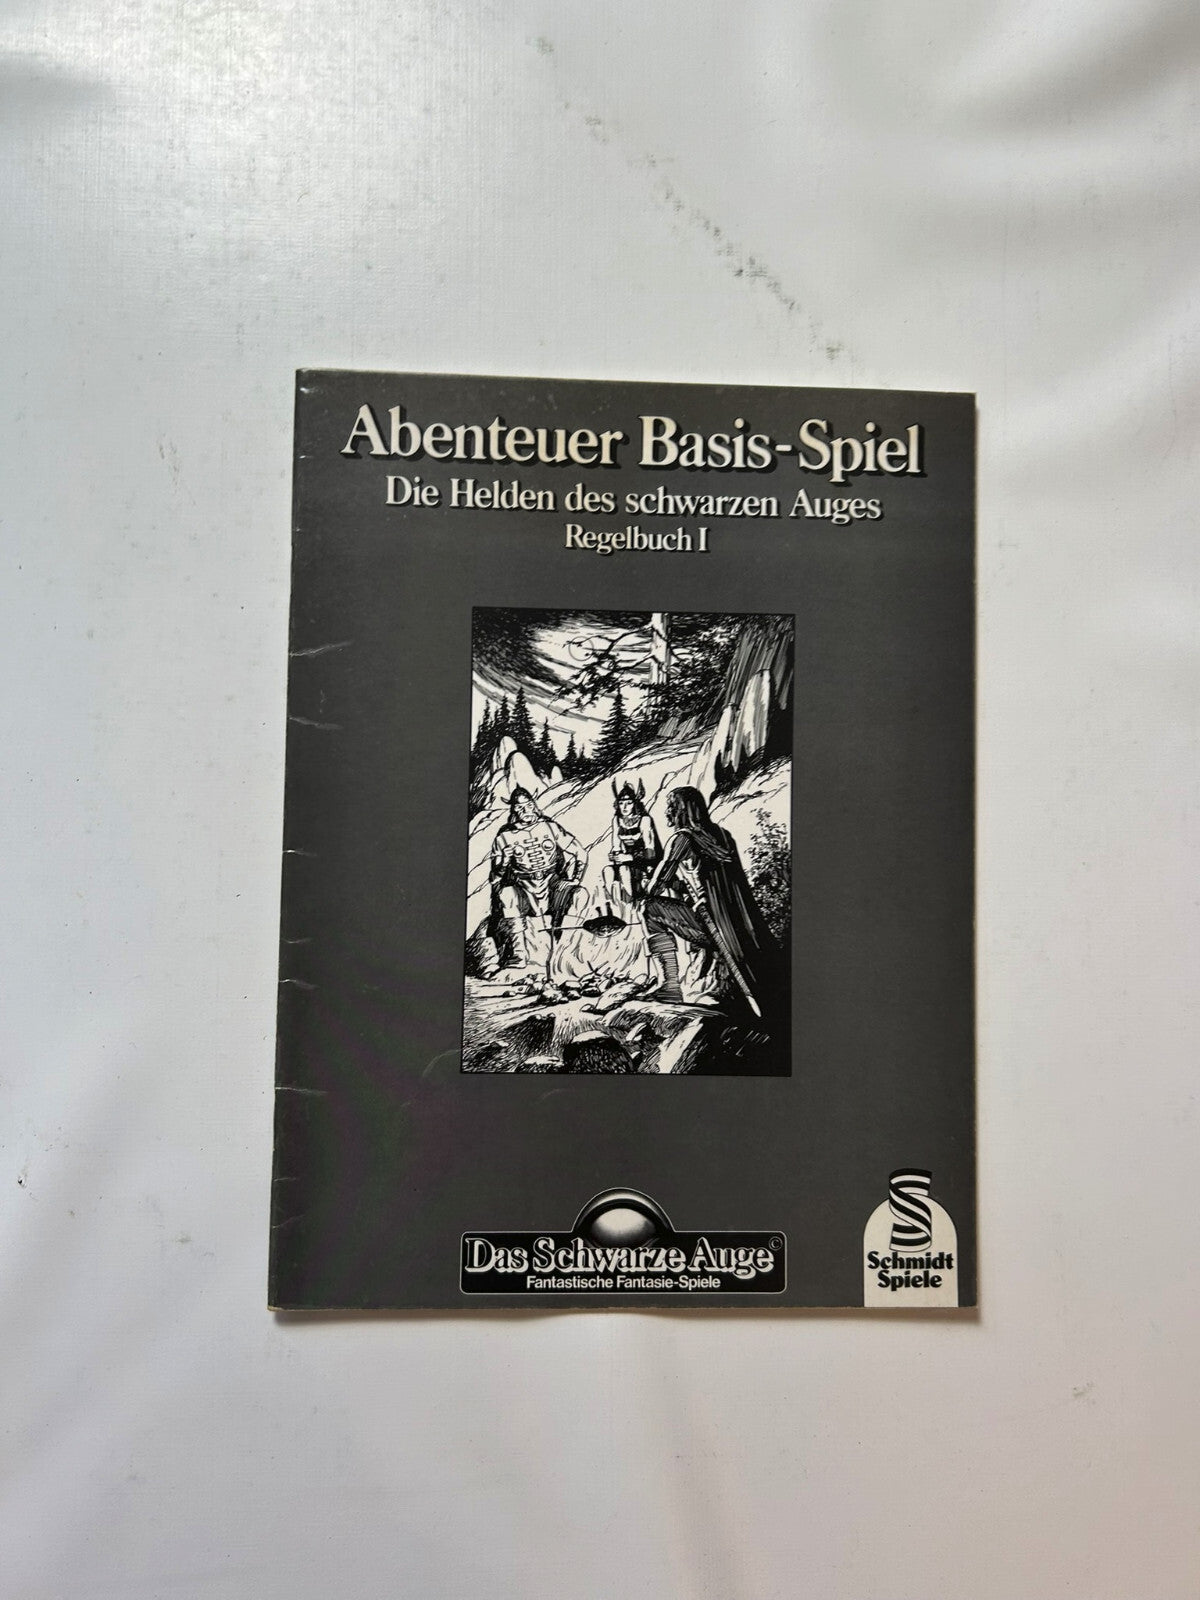 Abenteuer Basis-Spiel
Die Helden des schwarzen Auges
Regelbuch I
Das Schwarze Auge ©
Fantastische Fantasie-Spiele
Schmidt
Spiele